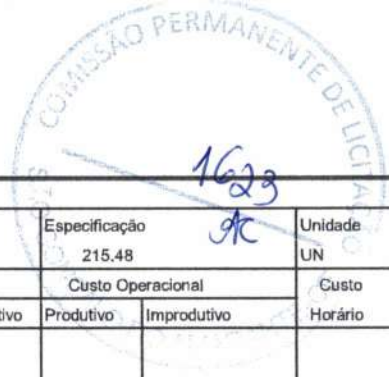 COMISSÃO PERMANENTE DE LICITAÇÃO
1623
Especificação
Unidade
215.48
UN
Custo Operacional
Custo
tivo
Produtivo
Improdutivo
Horário